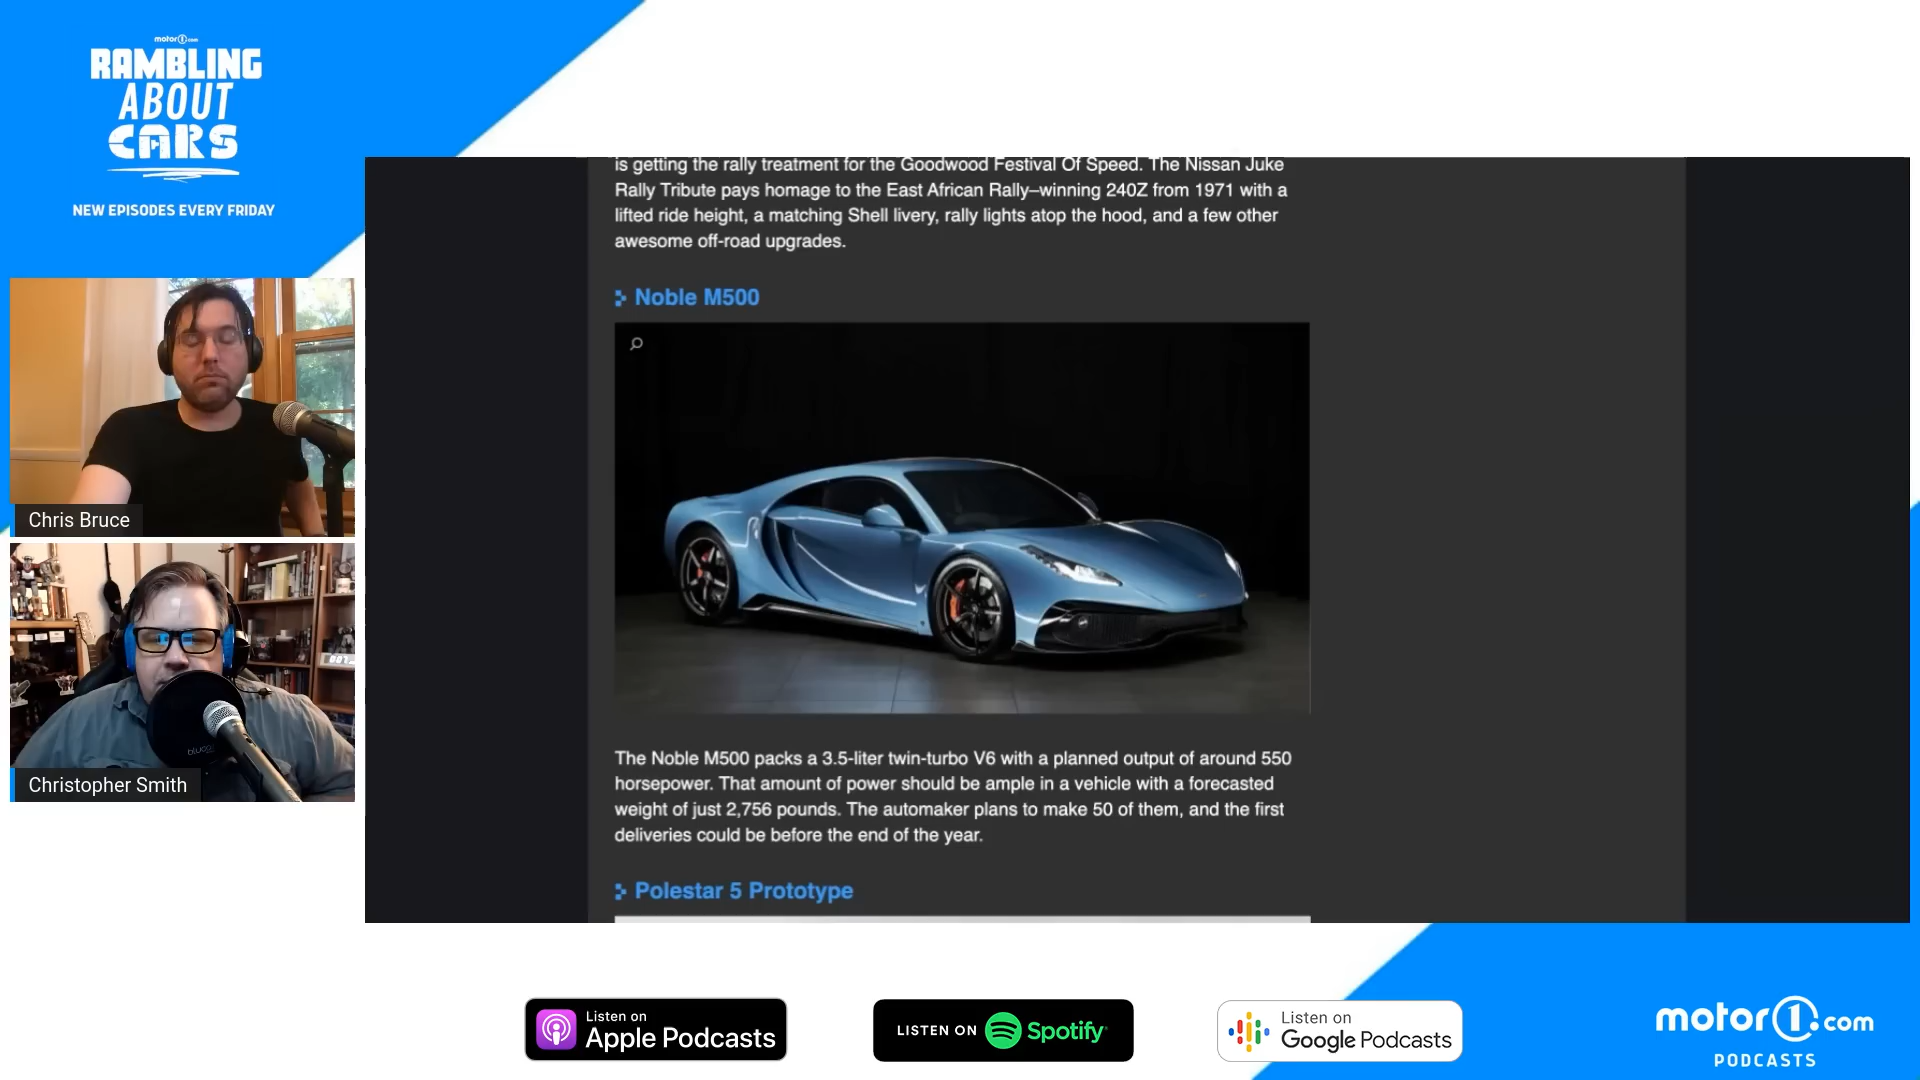 motor1.com
RAMBLING
ABOUT
CARS
NEW EPISODES EVERY FRIDAY
Chris Bruce
Christopher Smith
is getting the rally treatment for the Goodwood Festival Of Speed. The Nissan Juke
Rally Tribute pays homage to the East African Rally–winning 240Z from 1971 with a
lifted ride height, a matching Shell livery, rally lights atop the hood, and a few other
awesome off-road upgrades.
Noble M500
The Noble M500 packs a 3.5-liter twin-turbo V6 with a planned output of around 550
horsepower. That amount of power should be ample in a vehicle with a forecasted
weight of just 2,756 pounds. The automaker plans to make 50 of them, and the first
deliveries could be before the end of the year.
Polestar 5 Prototype
Listen on
Apple Podcasts
LISTEN ON Spotify
Listen on
Google Podcasts
motor1.com
PODCASTS